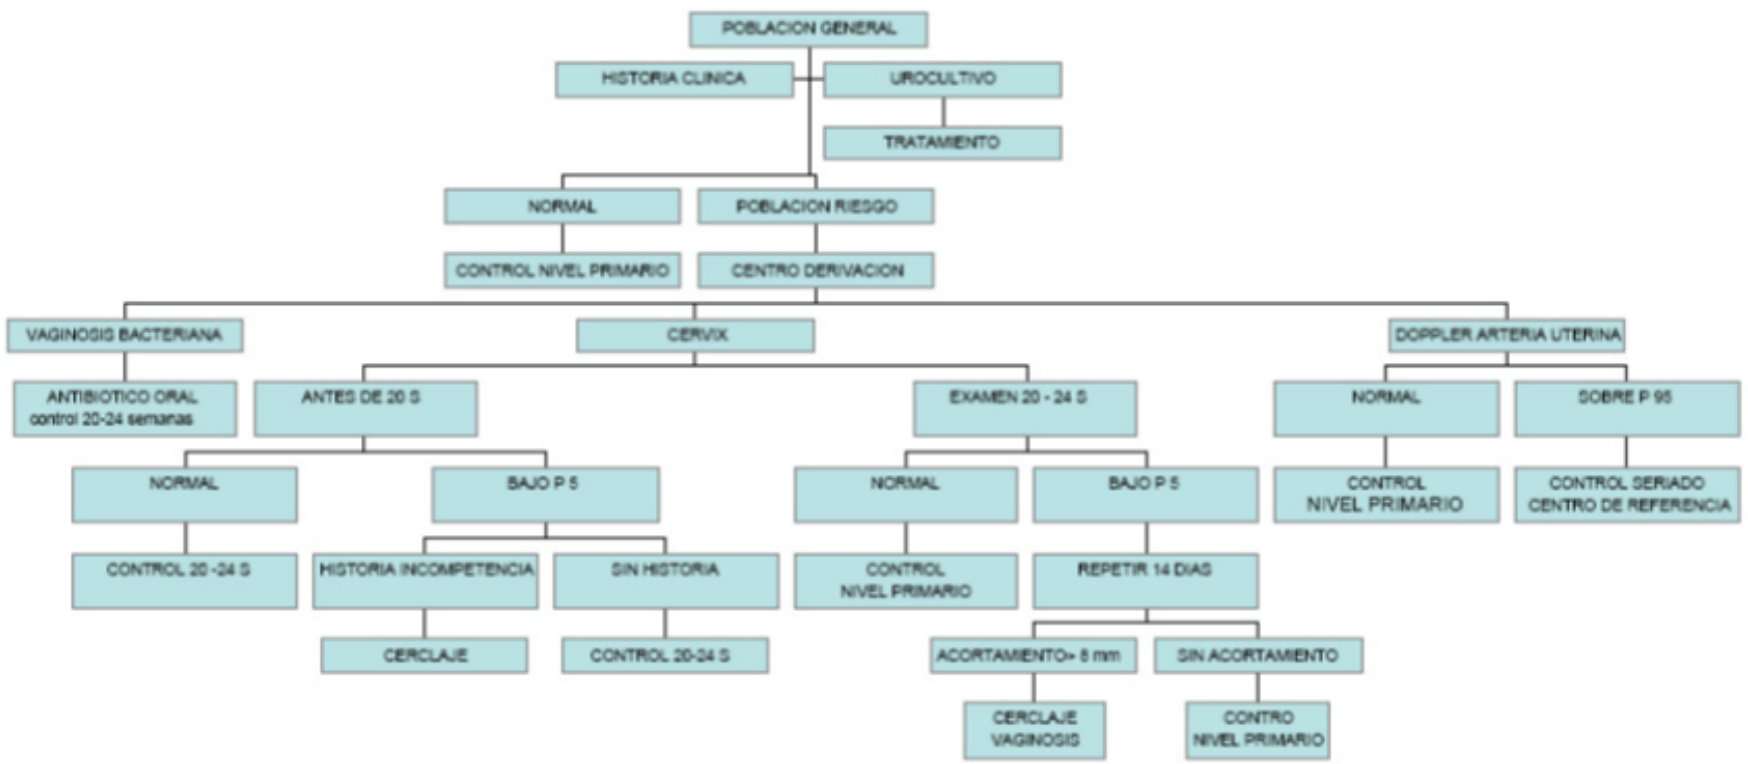 POBLACION GENERAL
HISTORIA CLINICA
UROCULTIVO
TRATAMIENTO
NORMAL
POBLACION RIESGO
CONTROL NIVEL PRIMARIO
CENTRO DERIVACION
VAGINOSIS BACTERIANA
CERVIX
DOPPLER ARTERIA UTERINA
ANTIBIOTICO ORAL
control 20-24 semanas
ANTES DE 20 S
EXAMEN 20 - 24 S
NORMAL
SOBRE P 95
NORMAL
BAJO P 5
NORMAL
BAJO P 5
CONTROL
NIVEL PRIMARIO
CONTROL SERIADO
CENTRO DE REFERENCIA
CONTROL 20 -24 S
HISTORIA INCOMPETENCIA
SIN HISTORIA
CONTROL
NIVEL PRIMARIO
REPETIR 14 DIAS
CERCLAJE
CONTROL 20-24 S
ACORTAMIENTO> 8 mm
SIN ACORTAMIENTO
CERCLAJE
VAGINOSIS
CONTRO
NIVEL PRIMARIO